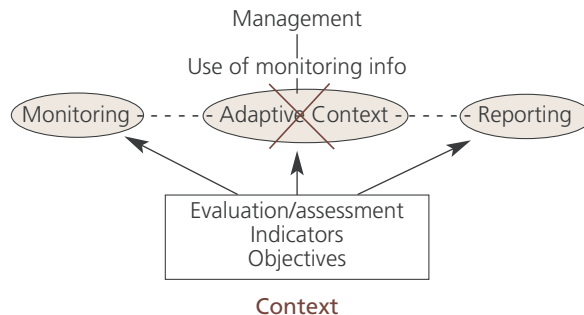 Management
Use of monitoring info
Monitoring
Adaptive Context
Reporting
Evaluation/assessment
Indicators
Objectives
Context